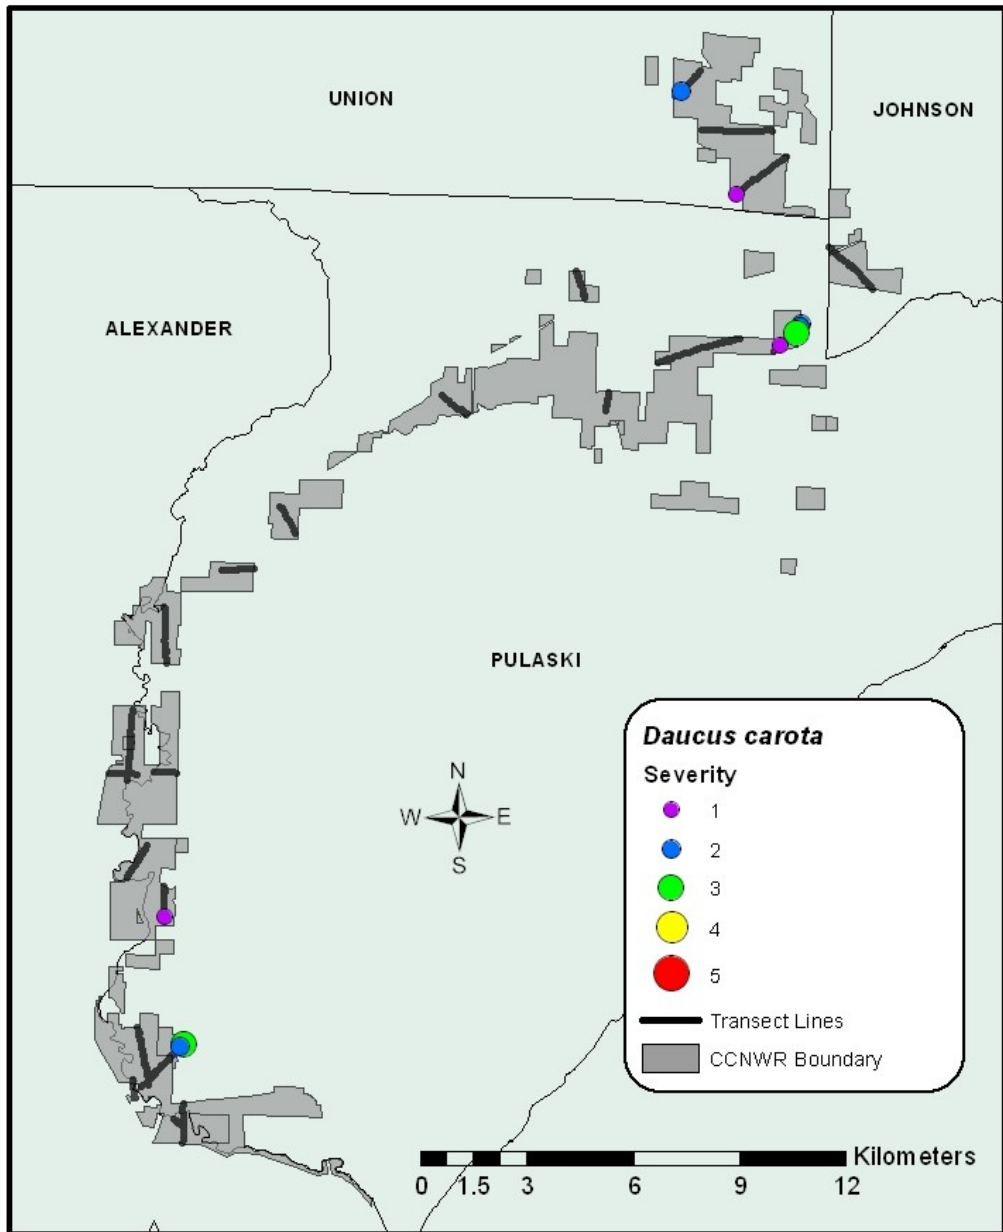 UNION
JOHNSON
ALEXANDER
PULASKI
N
W E
S
Daucus carota
Severity
1
2
3
4
5
Transect Lines
CCNWR Boundary
Kilometers
0 1.5 3 6 9 12